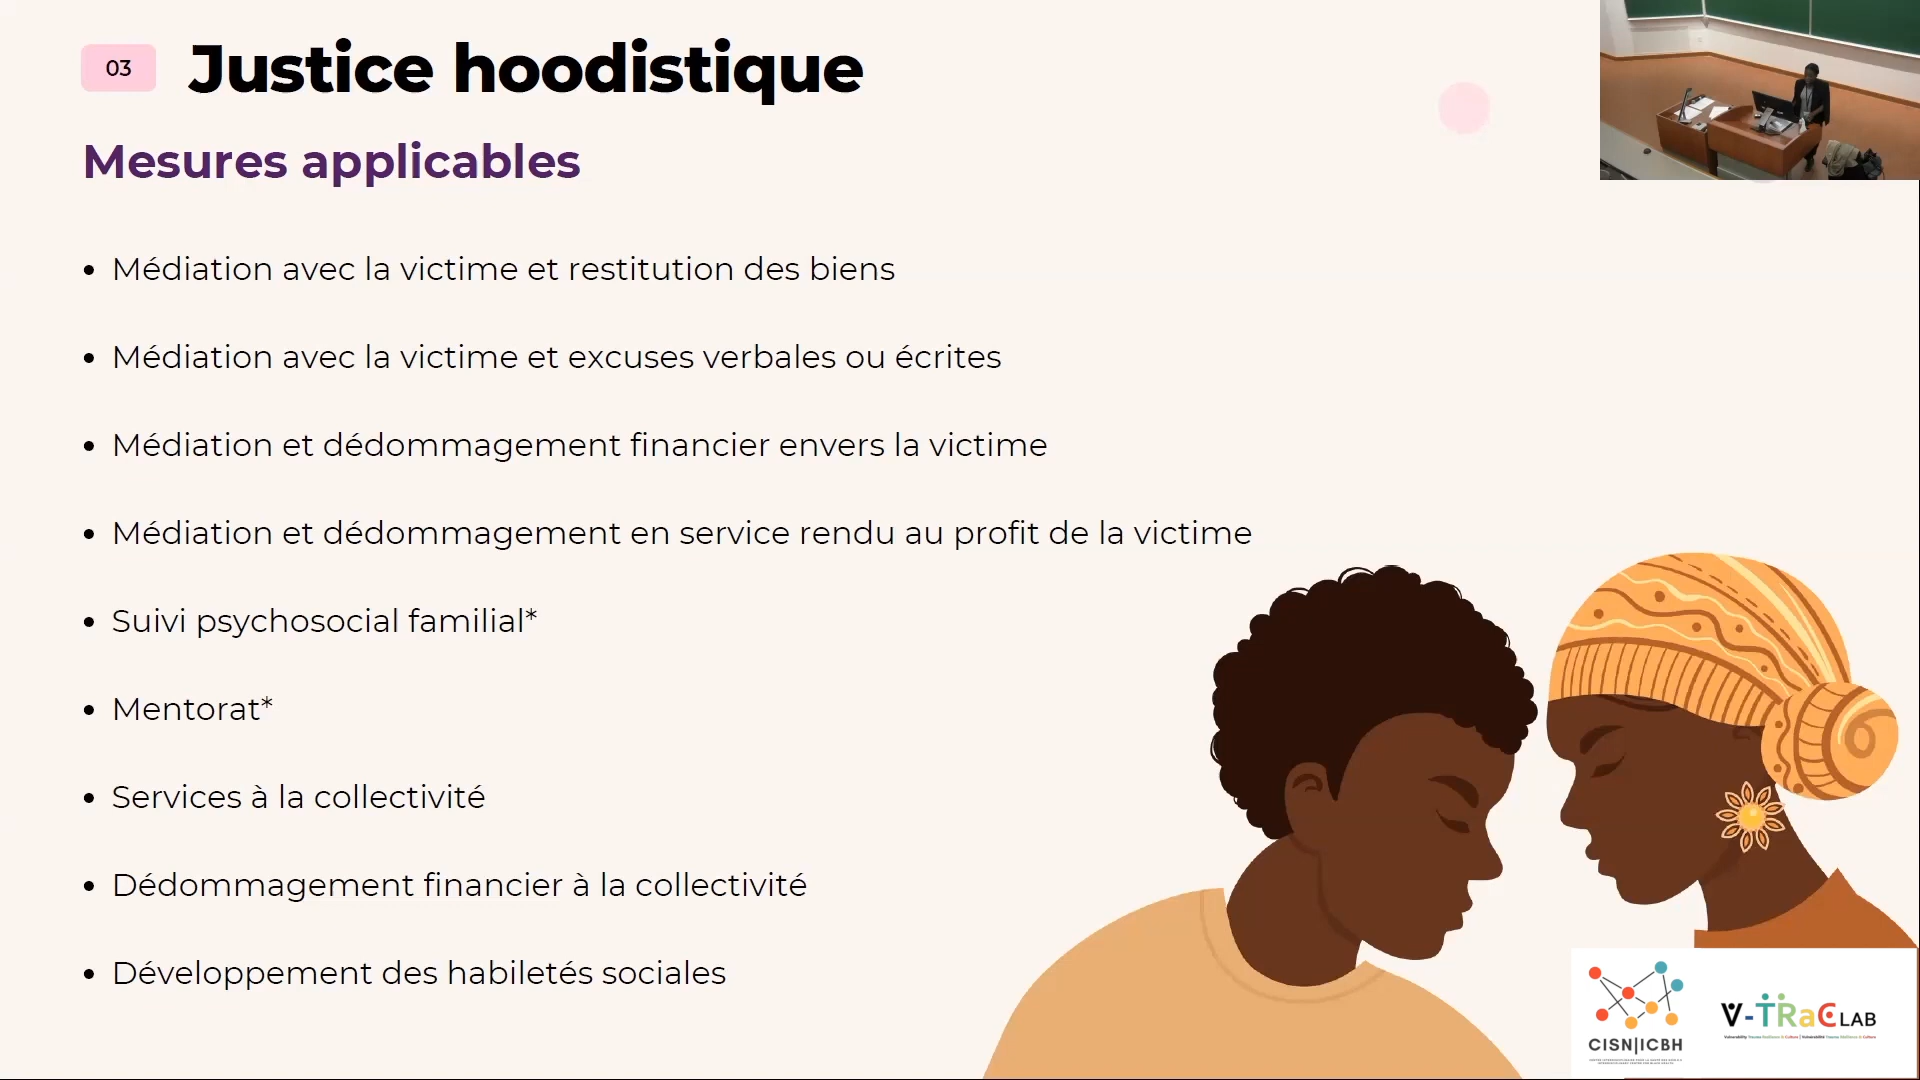 03
Justice hoodistique
Mesures applicables
• Médiation avec la victime et restitution des biens
• Médiation avec la victime et excuses verbales ou écrites
• Médiation et dédommagement financier envers la victime
• Médiation et dédommagement en service rendu au profit de la victime
• Suivi psychosocial familial*
• Mentorat*
• Services à la collectivité
• Dédommagement financier à la collectivité
• Développement des habiletés sociales
CISN|ICBH
V-TRaC LAB